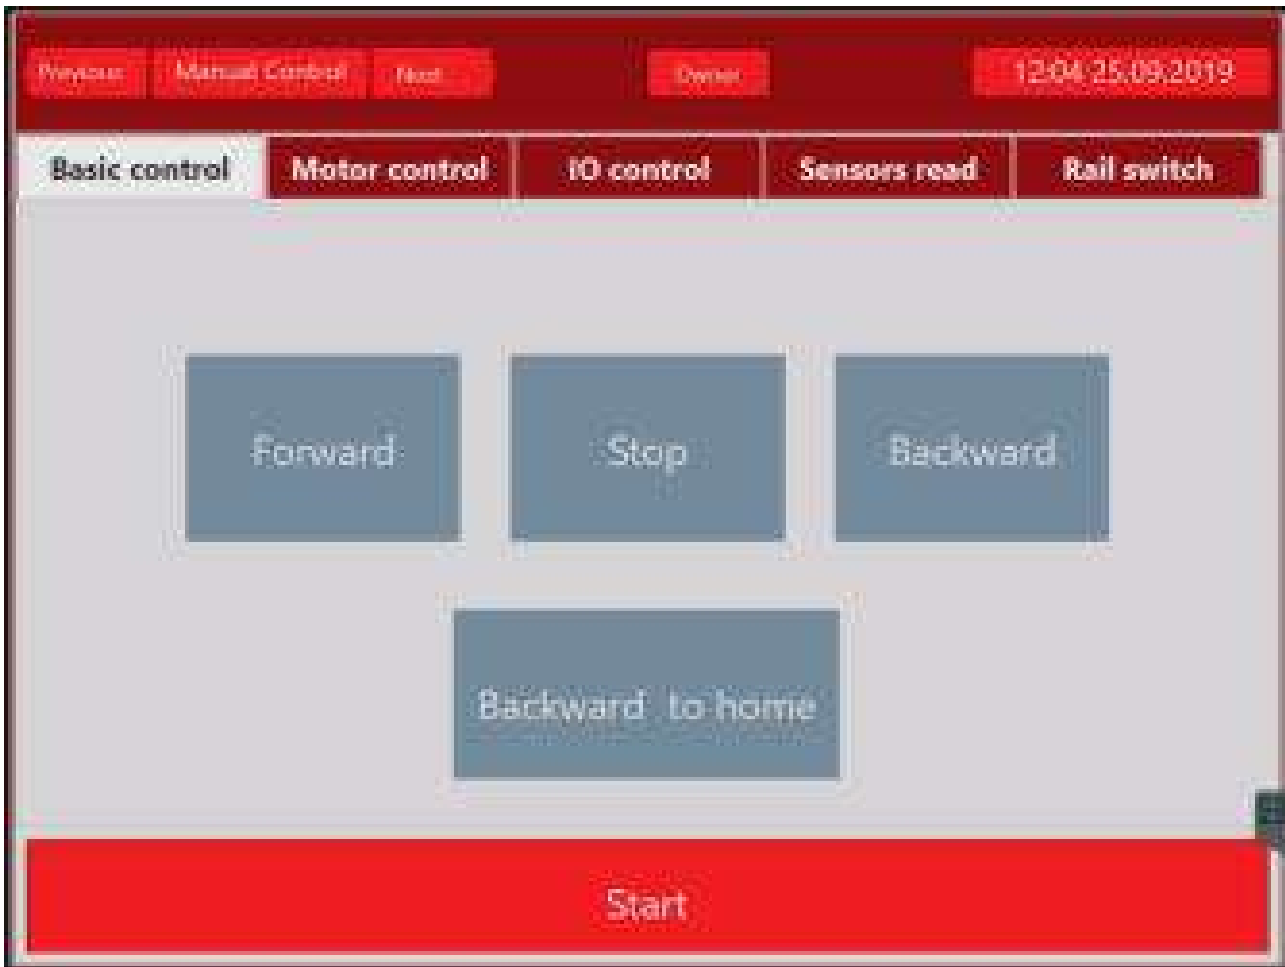 Previous Manual Control Next Owner 12:04 25.09.2019
Basic control Motor control IO control Sensors read Rail switch
Forward Stop Backward
Backward to home
Start